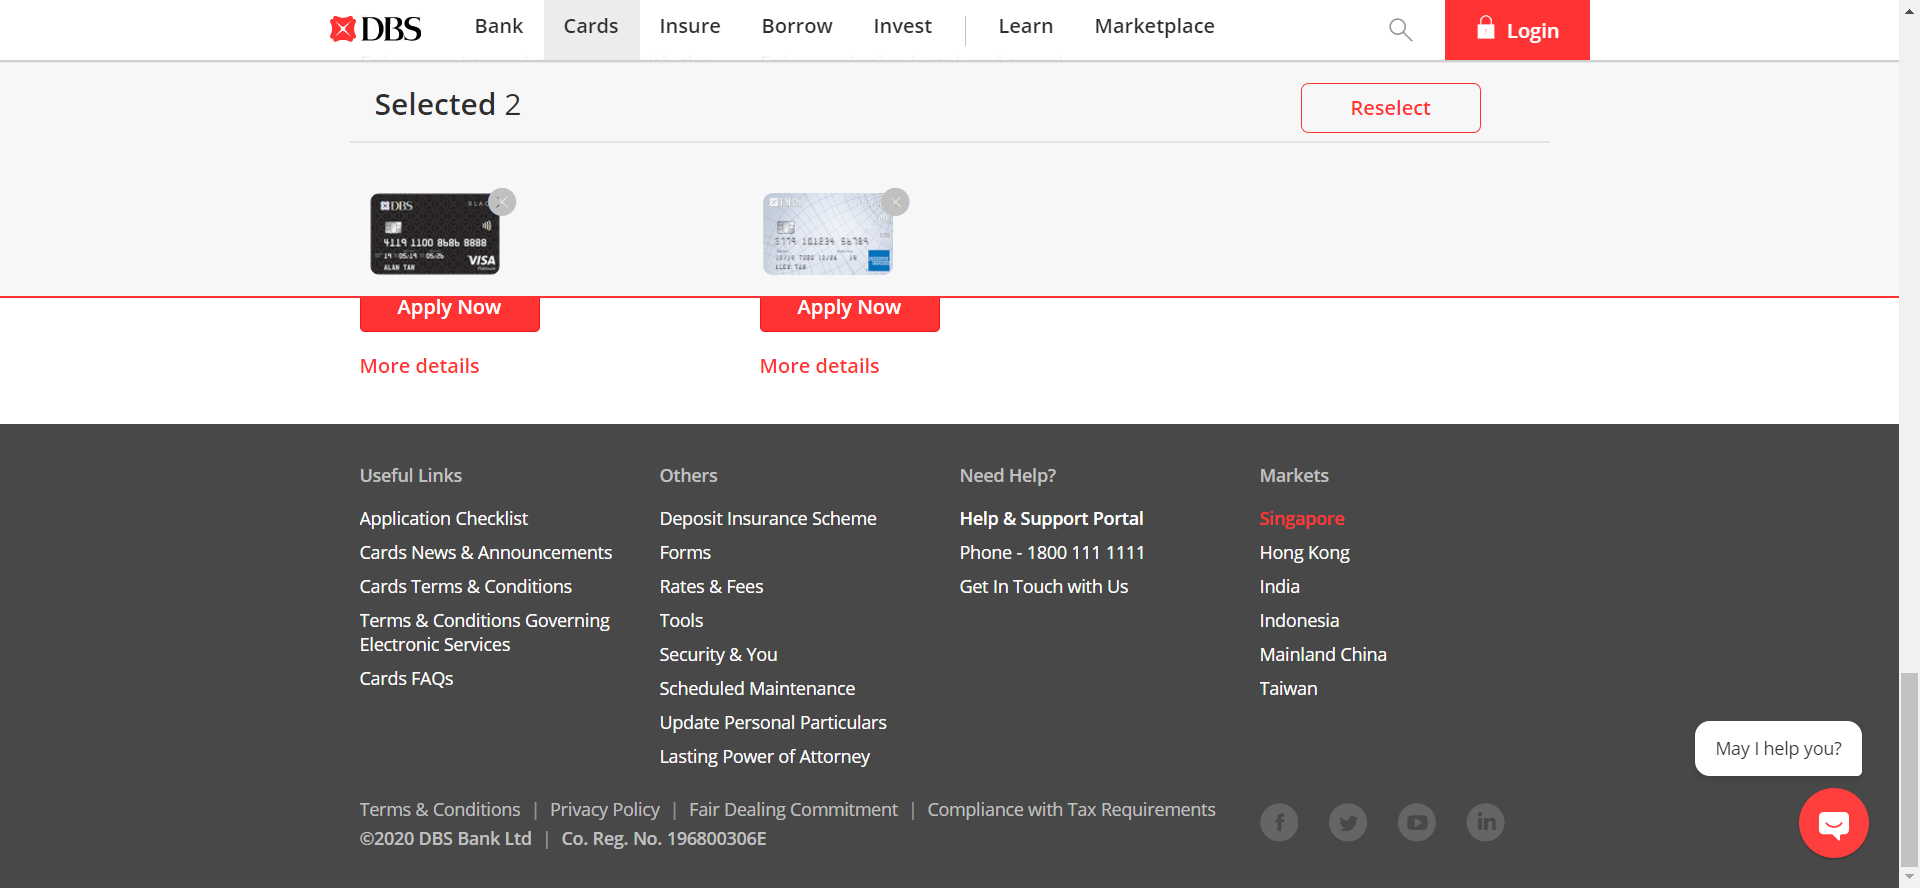 DBS
Bank
Cards
Insure
Borrow
Invest
Learn
Marketplace
Login
Selected 2
Reselect
DBS
4119 1100 8686 8888
ALAN TAN
VISA
DBS
3779 101234 56789
Apply Now
Apply Now
More details
More details
Useful Links
Application Checklist
Cards News & Announcements
Cards Terms & Conditions
Terms & Conditions Governing
Electronic Services
Cards FAQs
Others
Deposit Insurance Scheme
Forms
Rates & Fees
Tools
Security & You
Scheduled Maintenance
Update Personal Particulars
Lasting Power of Attorney
Need Help?
Help & Support Portal
Phone - 1800 111 1111
Get In Touch with Us
Markets
Singapore
Hong Kong
India
Indonesia
Mainland China
Taiwan
May I help you?
Terms & Conditions | Privacy Policy | Fair Dealing Commitment | Compliance with Tax Requirements
©2020 DBS Bank Ltd | Co. Reg. No. 196800306E